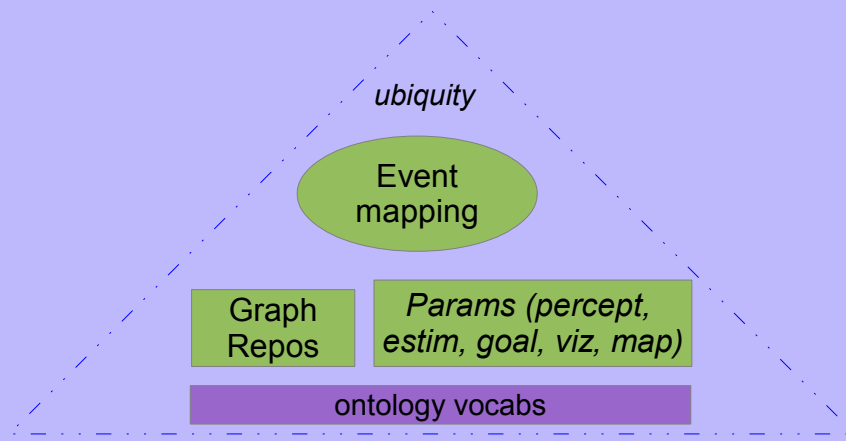 ubiquity
Event
mapping
Graph
Repos
Params (percept,
estim, goal, viz, map)
ontology vocabs